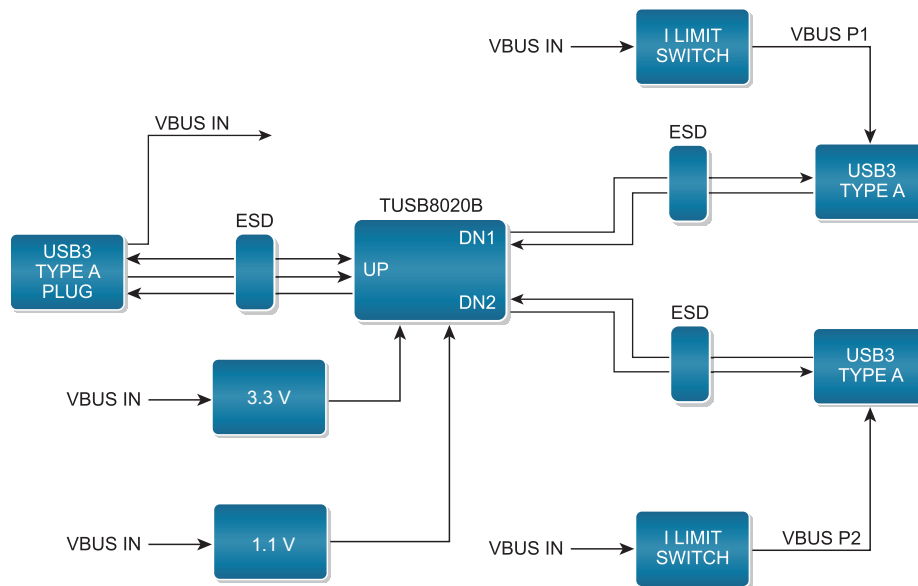 VBUS IN
I LIMIT
SWITCH
VBUS P1
VBUS IN
ESD
USB3
TYPE A
TUSB8020B
ESD
DN1
USB3
TYPE A
PLUG
UP
DN2
ESD
USB3
TYPE A
VBUS IN
3.3 V
VBUS IN
1.1 V
VBUS IN
I LIMIT
SWITCH
VBUS P2